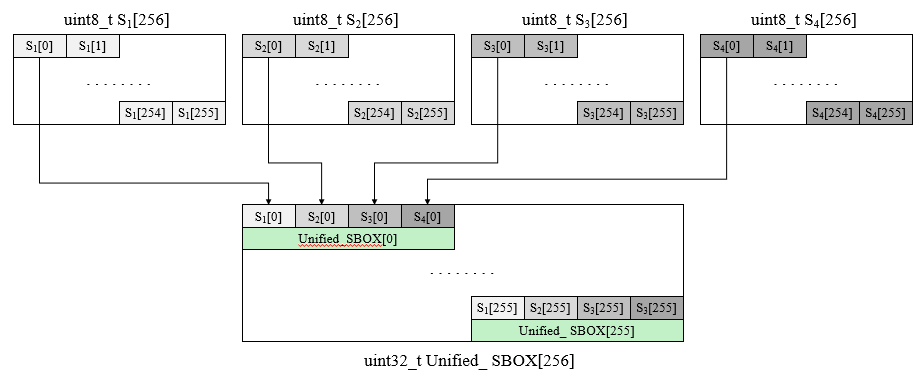 uint8_t S₁[256] uint8_t S₂[256] uint8_t S₃[256] uint8_t S₄[256]
S₁[0] S₁[1] S₂[0] S₂[1] S₃[0] S₃[1] S₄[0] S₄[1]
. . . . . . . . . . . . . . . . . . . . . . . . . . . . . . . .
S₁[254] S₁[255] S₂[254] S₂[255] S₃[254] S₃[255] S₄[254] S₄[255]
S₁[0] S₂[0] S₃[0] S₄[0]
Unified_SBOX[0]
. . . . . . . .
S₁[255] S₂[255] S₃[255] S₃[255]
Unified_ SBOX[255]
uint32_t Unified_ SBOX[256]